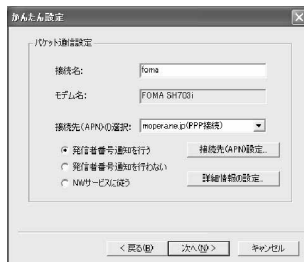 かんたん設定
パケット通信設定
接続名: foma
モデム名: FOMA SH703i
接続先(APN)の選択: mopera.ne.jp(PPP接続)
発信者番号通知を行う 接続先(APN)設定...
発信者番号通知を行わない
NWサービスに従う 詳細情報の設定...
< 戻る(B) 次へ(N) > キャンセル